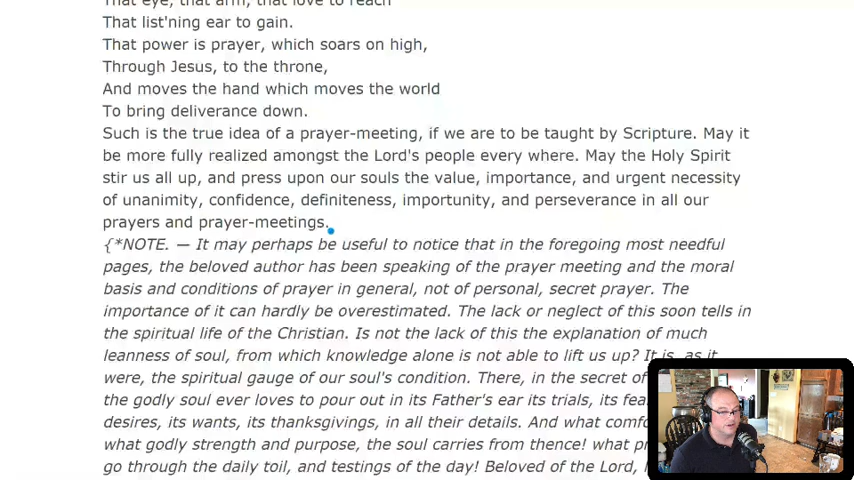 That eye, that arm, that love to reach
That list'ning ear to gain.
That power is prayer, which soars on high,
Through Jesus, to the throne,
And moves the hand which moves the world
To bring deliverance down.
Such is the true idea of a prayer-meeting, if we are to be taught by Scripture. May it
be more fully realized amongst the Lord's people every where. May the Holy Spirit
stir us all up, and press upon our souls the value, importance, and urgent necessity
of unanimity, confidence, definiteness, importunity, and perseverance in all our
prayers and prayer-meetings.
{*NOTE. — It may perhaps be useful to notice that in the foregoing most needful
pages, the beloved author has been speaking of the prayer meeting and the moral
basis and conditions of prayer in general, not of personal, secret prayer. The
importance of it can hardly be overestimated. The lack or neglect of this soon tells in
the spiritual life of the Christian. Is not the lack of this the explanation of much
leanness of soul, from which knowledge alone is not able to lift us up? It is, as it
were, the spiritual gauge of our soul's condition. There, in the secret of
the godly soul ever loves to pour out in its Father's ear its trials, its
desires, its wants, its thanksgivings, in all their details. And what
what godly strength and purpose, the soul carries from thence! what
go through the daily toil, and testings of the day! Beloved of the Lord,